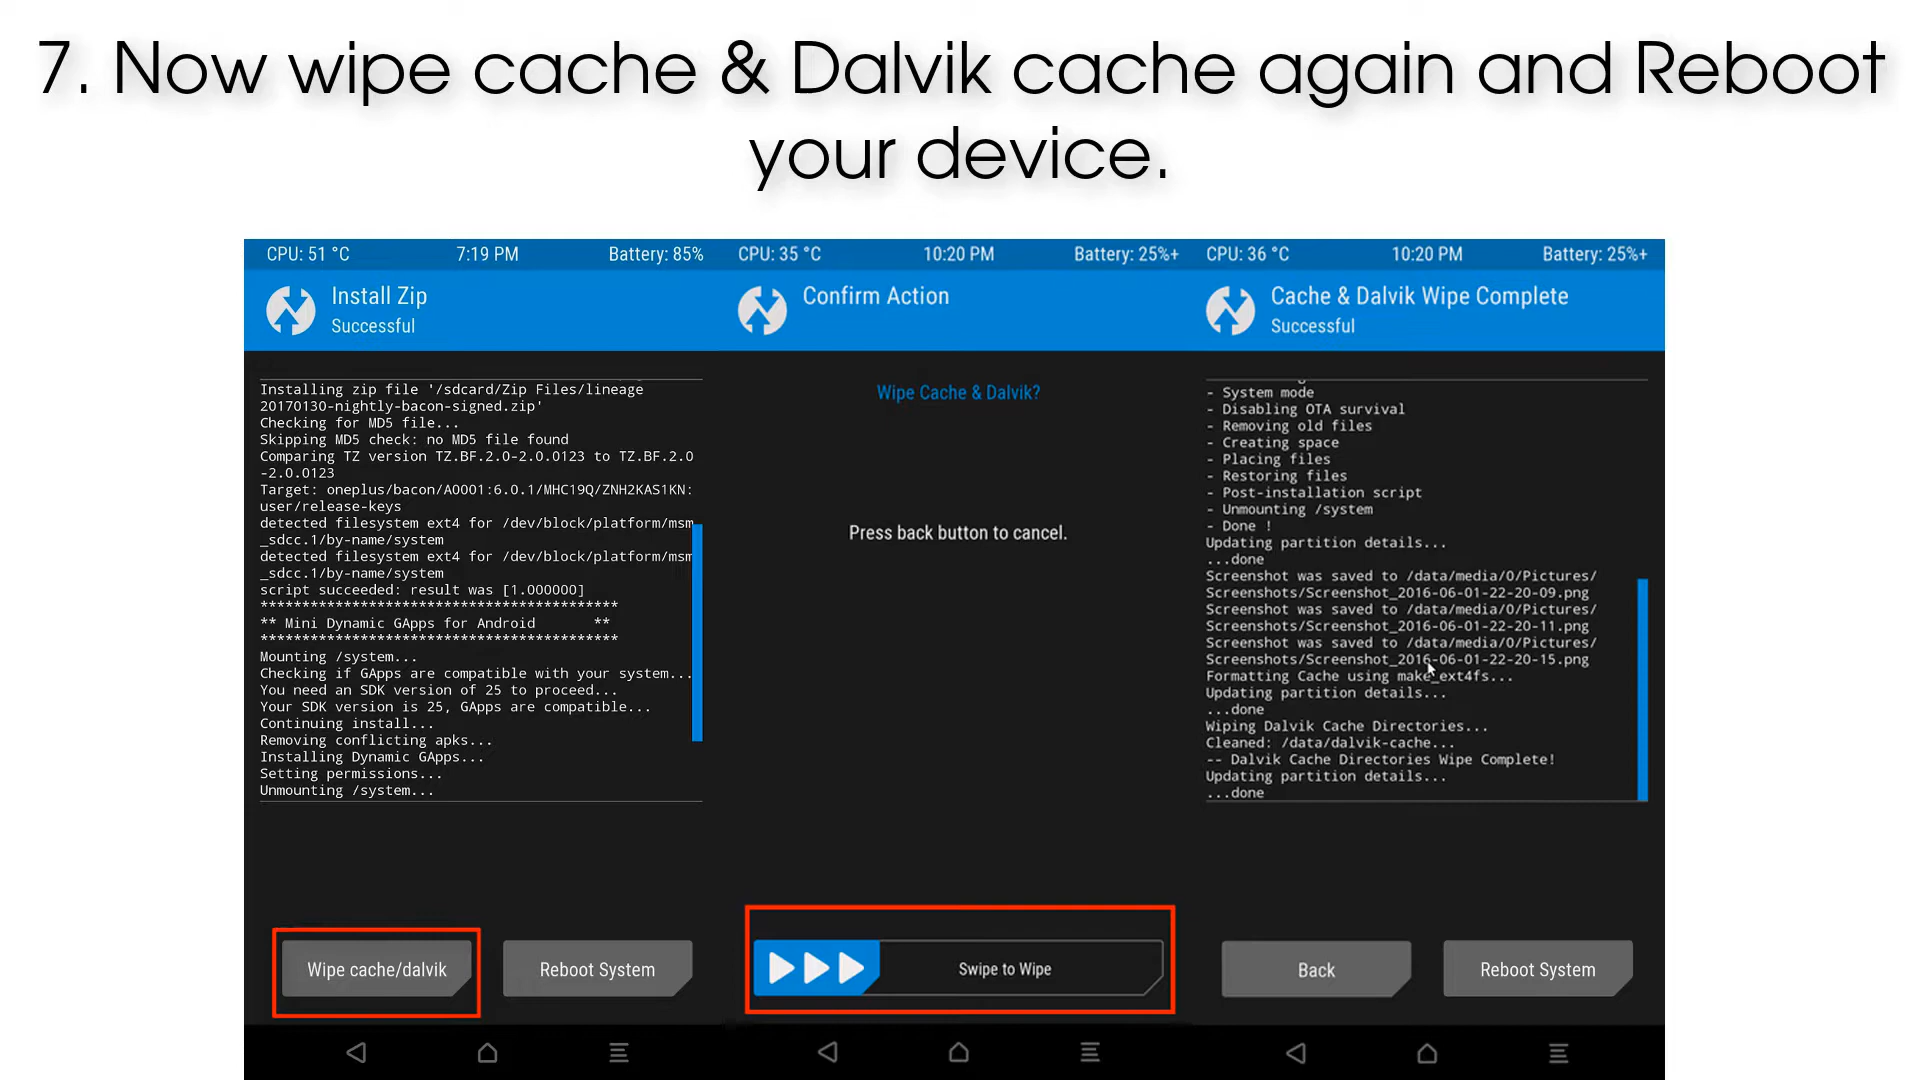 7. Now wipe cache & Dalvik cache again and Reboot
your device.
CPU: 51 °C 7:19 PM Battery: 85%
Install Zip
Successful
Installing zip file '/sdcard/Zip Files/lineage
20170130-nightly-bacon-signed.zip'
Checking for MD5 file...
Skipping MD5 check: no MD5 file found
Comparing TZ version TZ.BF.2.0-2.0.0123 to TZ.BF.2.0
-2.0.0123
Target: oneplus/bacon/A0001:6.0.1/MHC19Q/ZNH2KAS1KN:
user/release-keys
detected filesystem ext4 for /dev/block/platform/msm
_sdcc.1/by-name/system
detected filesystem ext4 for /dev/block/platform/msm
_sdcc.1/by-name/system
script succeeded: result was [1.000000]
*******************************************
** Mini Dynamic GApps for Android **
*******************************************
Mounting /system...
Checking if GApps are compatible with your system...
You need an SDK version of 25 to proceed...
Your SDK version is 25, GApps are compatible...
Continuing install...
Removing conflicting apks...
Installing Dynamic GApps...
Setting permissions...
Unmounting /system...
Wipe cache/dalvik
Reboot System
CPU: 35 °C 10:20 PM Battery: 25%+
Confirm Action
Wipe Cache & Dalvik?
Press back button to cancel.
Swipe to Wipe
CPU: 36 °C 10:20 PM Battery: 25%+
Cache & Dalvik Wipe Complete
Successful
- System mode
- Disabling OTA survival
- Removing old files
- Creating space
- Placing files
- Restoring files
- Post-installation script
- Unmounting /system
- Done !
Updating partition details...
...done
Screenshot was saved to /data/media/0/Pictures/
Screenshots/Screenshot_2016-06-01-22-20-09.png
Screenshot was saved to /data/media/0/Pictures/
Screenshots/Screenshot_2016-06-01-22-20-11.png
Screenshot was saved to /data/media/0/Pictures/
Screenshots/Screenshot_2016-06-01-22-20-15.png
Formatting Cache using make_ext4fs...
Updating partition details...
...done
Wiping Dalvik Cache Directories...
Cleaned: /data/dalvik-cache...
-- Dalvik Cache Directories Wipe Complete!
Updating partition details...
...done
Back
Reboot System